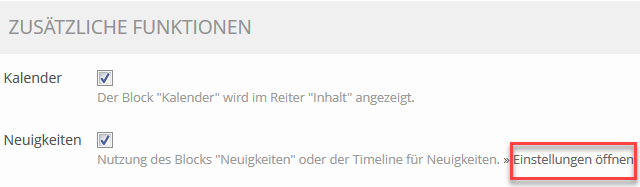 ZUSÄTZLICHE FUNKTIONEN
Kalender
Der Block "Kalender" wird im Reiter "Inhalt" angezeigt.
Neuigkeiten
Nutzung des Blocks "Neuigkeiten" oder der Timeline für Neuigkeiten. » Einstellungen öffnen